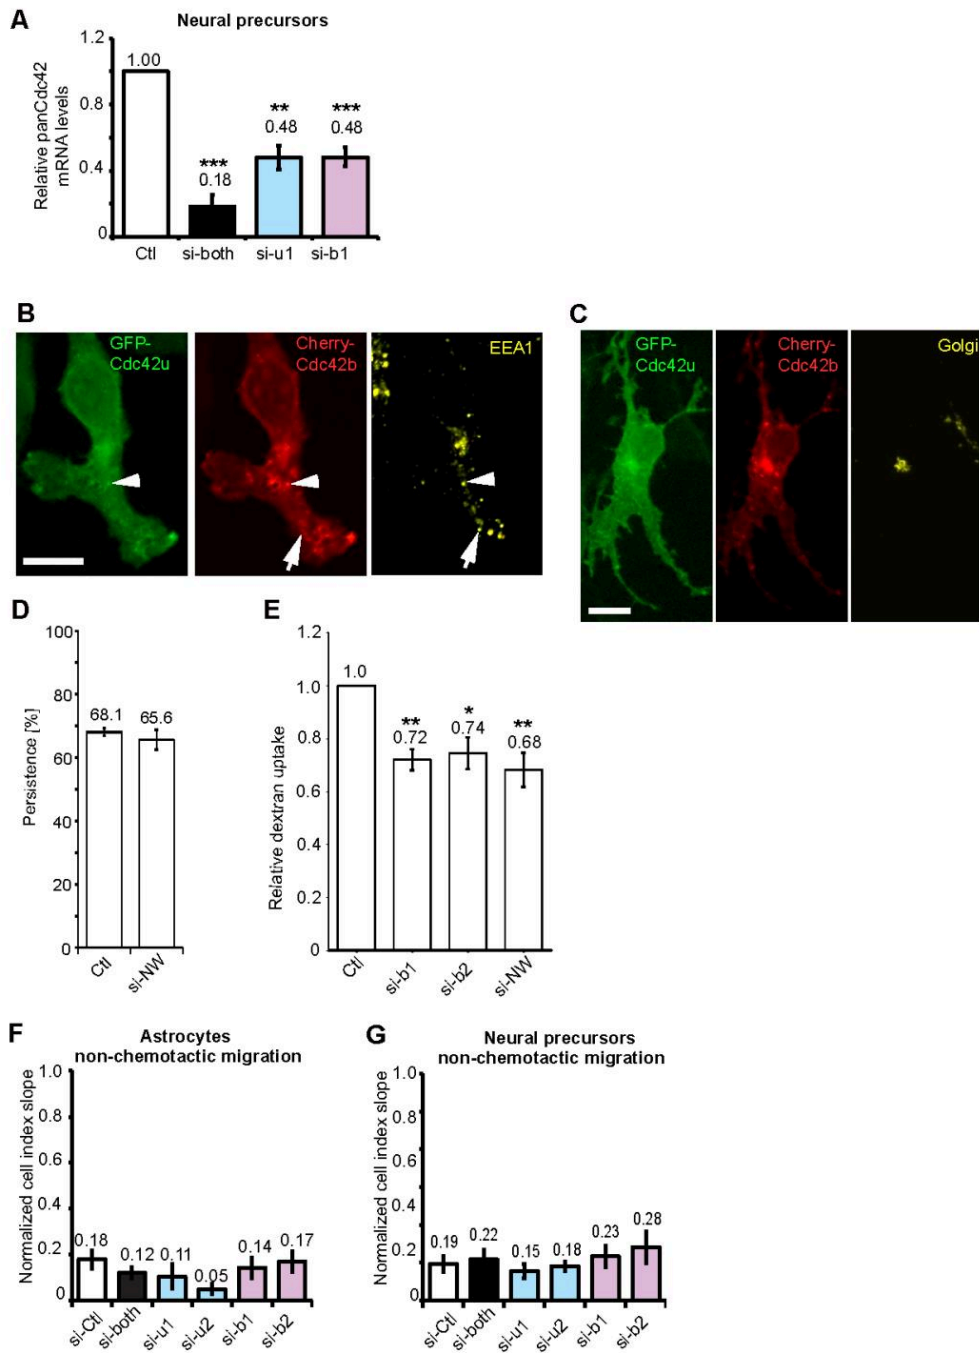 A
Neural precursors
Relative panCdc42
mRNA levels
1.2
0.8
0.4
0
1.00
***
0.18
**
0.48
***
0.48
Ctl
si-both
si-u1
si-b1
B
GFP-
Cdc42u
Cherry-
Cdc42b
EEA1
C
GFP-
Cdc42u
Cherry-
Cdc42b
Golgi
D
Persistence [%]
100
80
60
40
20
0
68.1
65.6
Ctl
si-NW
E
Relative dextran uptake
1.2
1.0
0.8
0.6
0.4
0.2
0
1.0
**
0.72
*
0.74
**
0.68
Ctl
si-b1
si-b2
si-NW
F
Astrocytes
non-chemotactic migration
Normalized cell index slope
1.0
0.8
0.6
0.4
0.2
0
0.18
0.12
0.11
0.05
0.14
0.17
si-Ctl
si-both
si-u1
si-u2
si-b1
si-b2
G
Neural precursors
non-chemotactic migration
Normalized cell index slope
1.0
0.8
0.6
0.4
0.2
0
0.19
0.22
0.15
0.18
0.23
0.28
si-Ctl
si-both
si-u1
si-u2
si-b1
si-b2